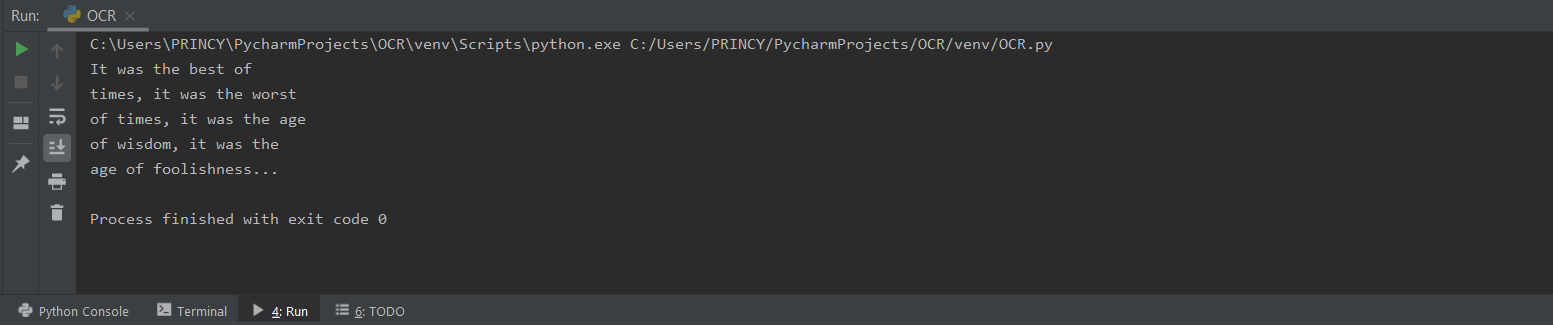 Run: OCR
C:\Users\PRINCY\PycharmProjects\OCR\venv\Scripts\python.exe C:/Users/PRINCY/PycharmProjects/OCR/venv/OCR.py
It was the best of
times, it was the worst
of times, it was the age
of wisdom, it was the
age of foolishness...
Process finished with exit code 0
Python Console Terminal 4: Run 6: TODO